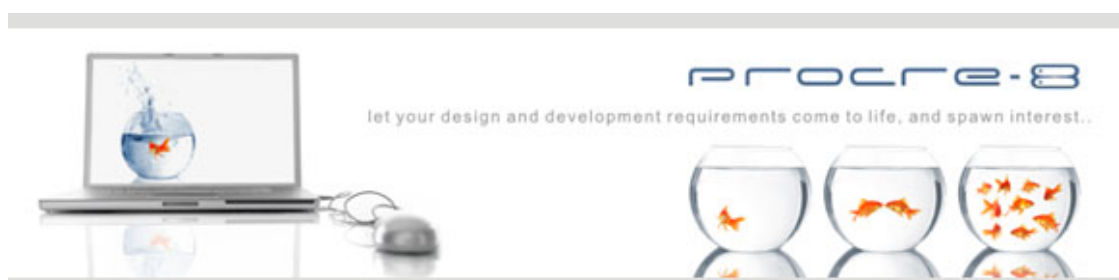 procre-8
let your design and development requirements come to life, and spawn interest..